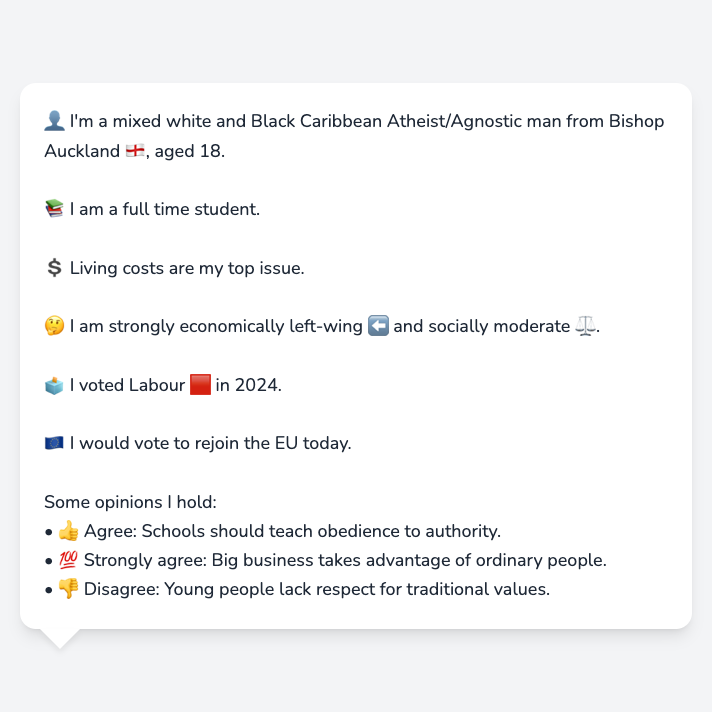 👤 I'm a mixed white and Black Caribbean Atheist/Agnostic man from Bishop
Auckland 🏴󠁧󠁢󠁥󠁮󠁧󠁿, aged 18.
📚 I am a full time student.
💲 Living costs are my top issue.
🤔 I am strongly economically left-wing ⬅️ and socially moderate ⚖️.
🗳️ I voted Labour 🟥 in 2024.
🇪🇺 I would vote to rejoin the EU today.
Some opinions I hold:
• 👍 Agree: Schools should teach obedience to authority.
• 💯 Strongly agree: Big business takes advantage of ordinary people.
• 👎 Disagree: Young people lack respect for traditional values.